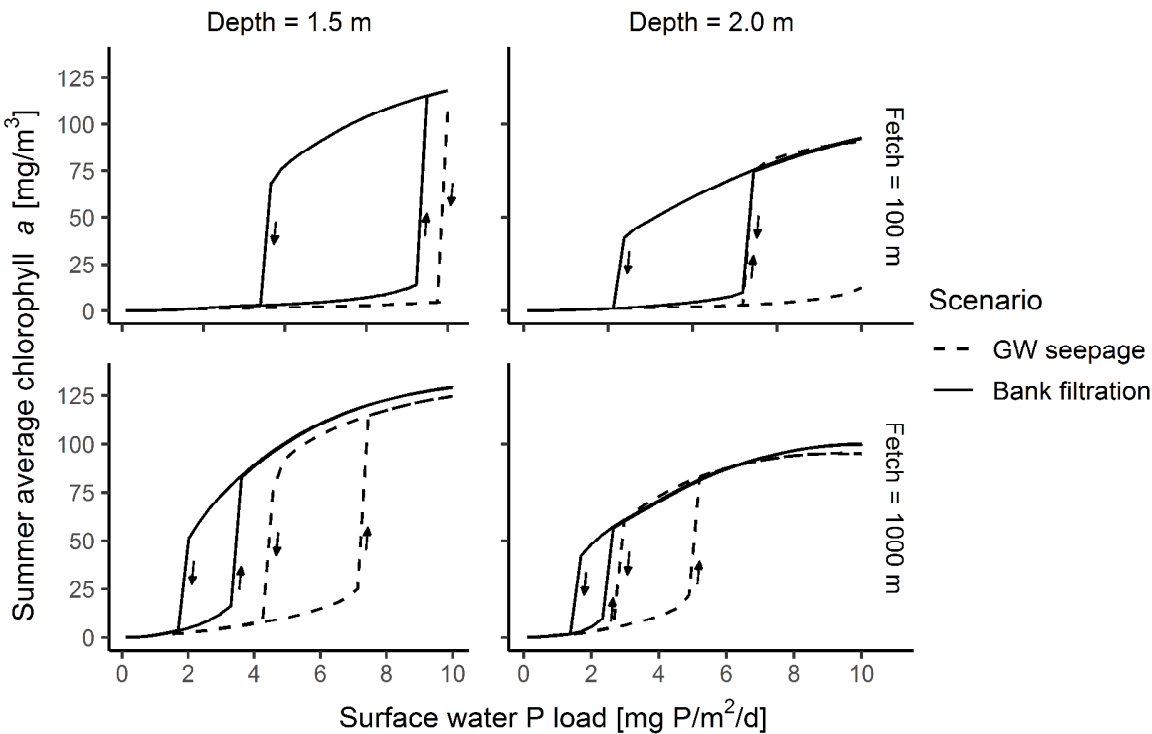 Depth = 1.5 m
Depth = 2.0 m
Summer average chlorophyll a [mg/m³]
125
100
75
50
25
0
Fetch = 100 m
125
100
75
50
25
0
Fetch = 1000 m
0 2 4 6 8 10
0 2 4 6 8 10
Surface water P load [mg P/m²/d]
Scenario
GW seepage
Bank filtration